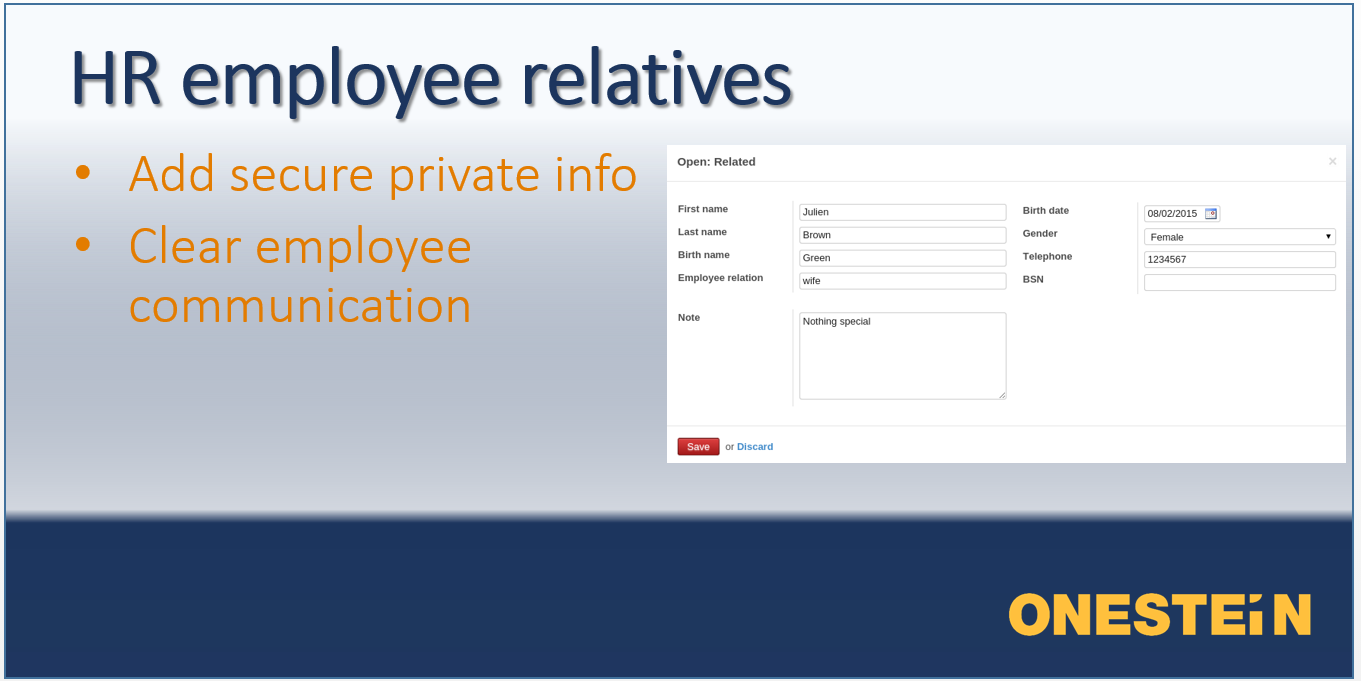 HR employee relatives
• Add secure private info
• Clear employee
communication
Open: Related ×
First name Julien
Last name Brown
Birth name Green
Employee relation wife
Birth date 08/02/2015
Gender Female
Telephone 1234567
BSN
Note Nothing special
Save or Discard
ONESTEiN